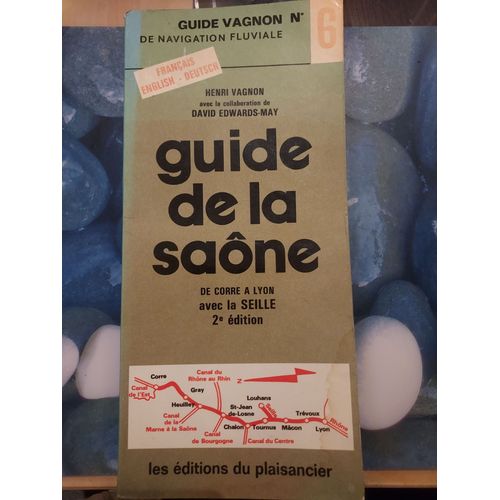 GUIDE VAGNON N° 6
DE NAVIGATION FLUVIALE
FRANÇAIS
ENGLISH - DEUTSCH
HENRI VAGNON
avec la collaboration de
DAVID EDWARDS-MAY
guide
de la
saône
DE CORRE A LYON
avec la SEILLE
2e édition
Corre
Canal
de l'Est
Canal du
Rhône au Rhin
N
Gray
Heuilley
Canal
de la
Marne à la Saône
St-Jean
de-Losne
Louhans
Seille
Chalon
Tournus
Mâcon
Trévoux
Lyon
Rhône
Canal
de Bourgogne
Canal du Centre
les éditions du plaisancier